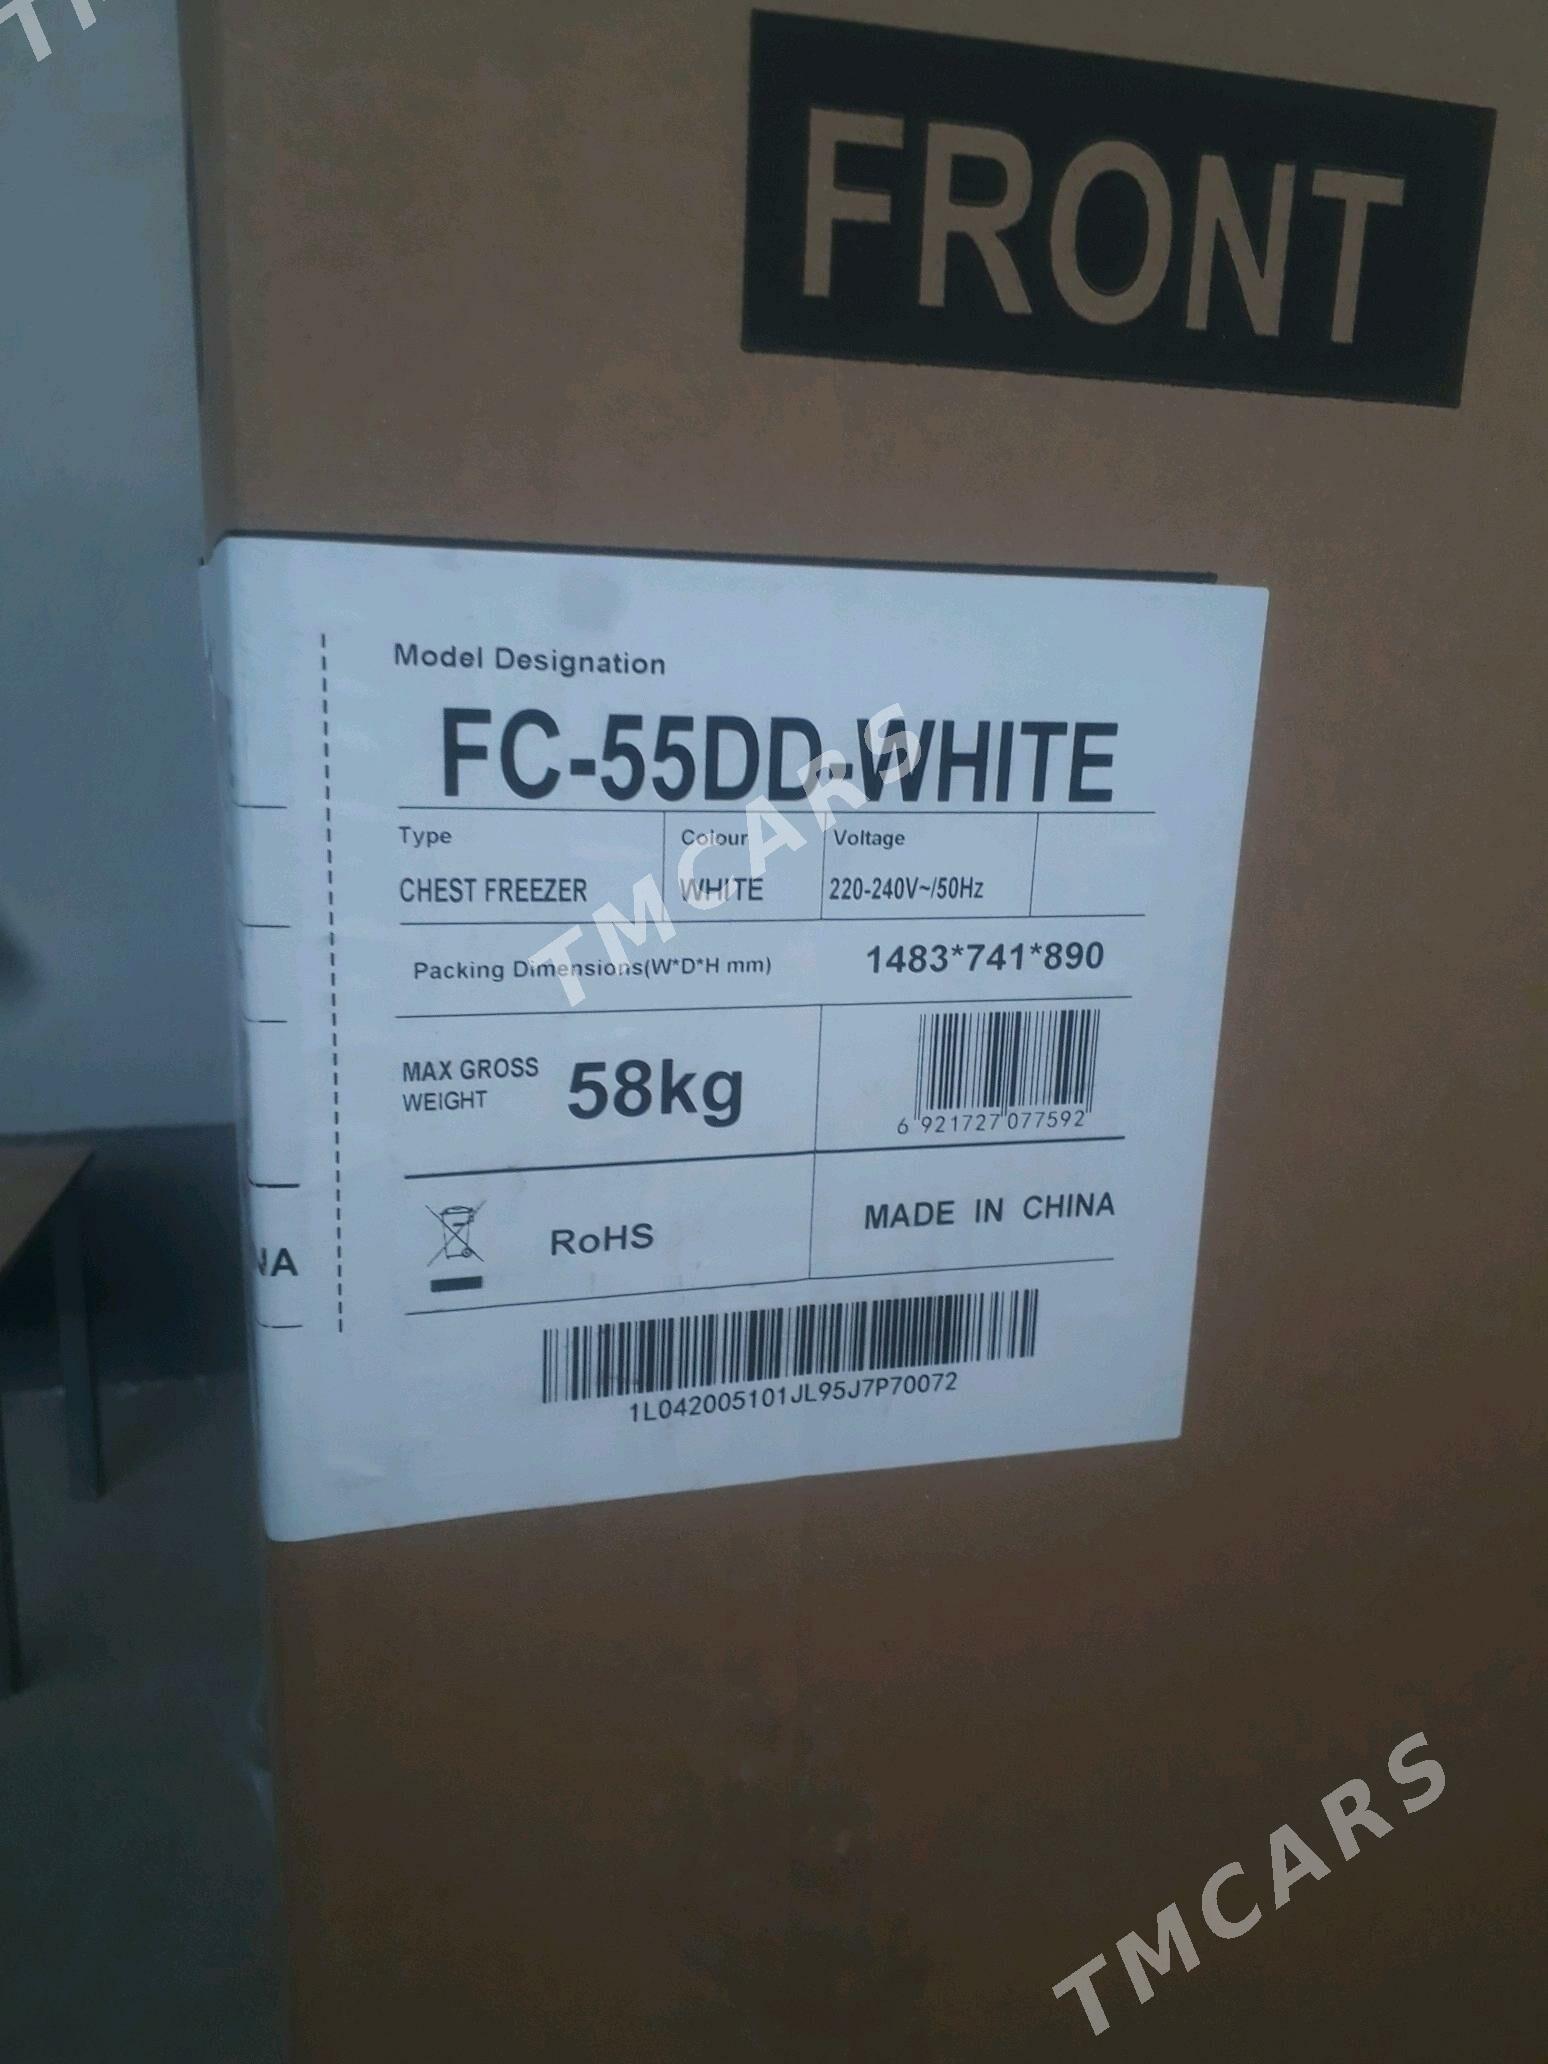 FRONT
Model Designation
FC-55DD-WHITE
Type
Colour
Voltage
CHEST FREEZER
WHITE
220-240V~/50Hz
Packing Dimensions(W*D*H mm)
1483*741*890
MAX GROSS
WEIGHT
58kg
6 921727 077592
RoHS
MADE IN CHINA
NA
1L042005101JL95J7P70072
TMCARS
TMCARS